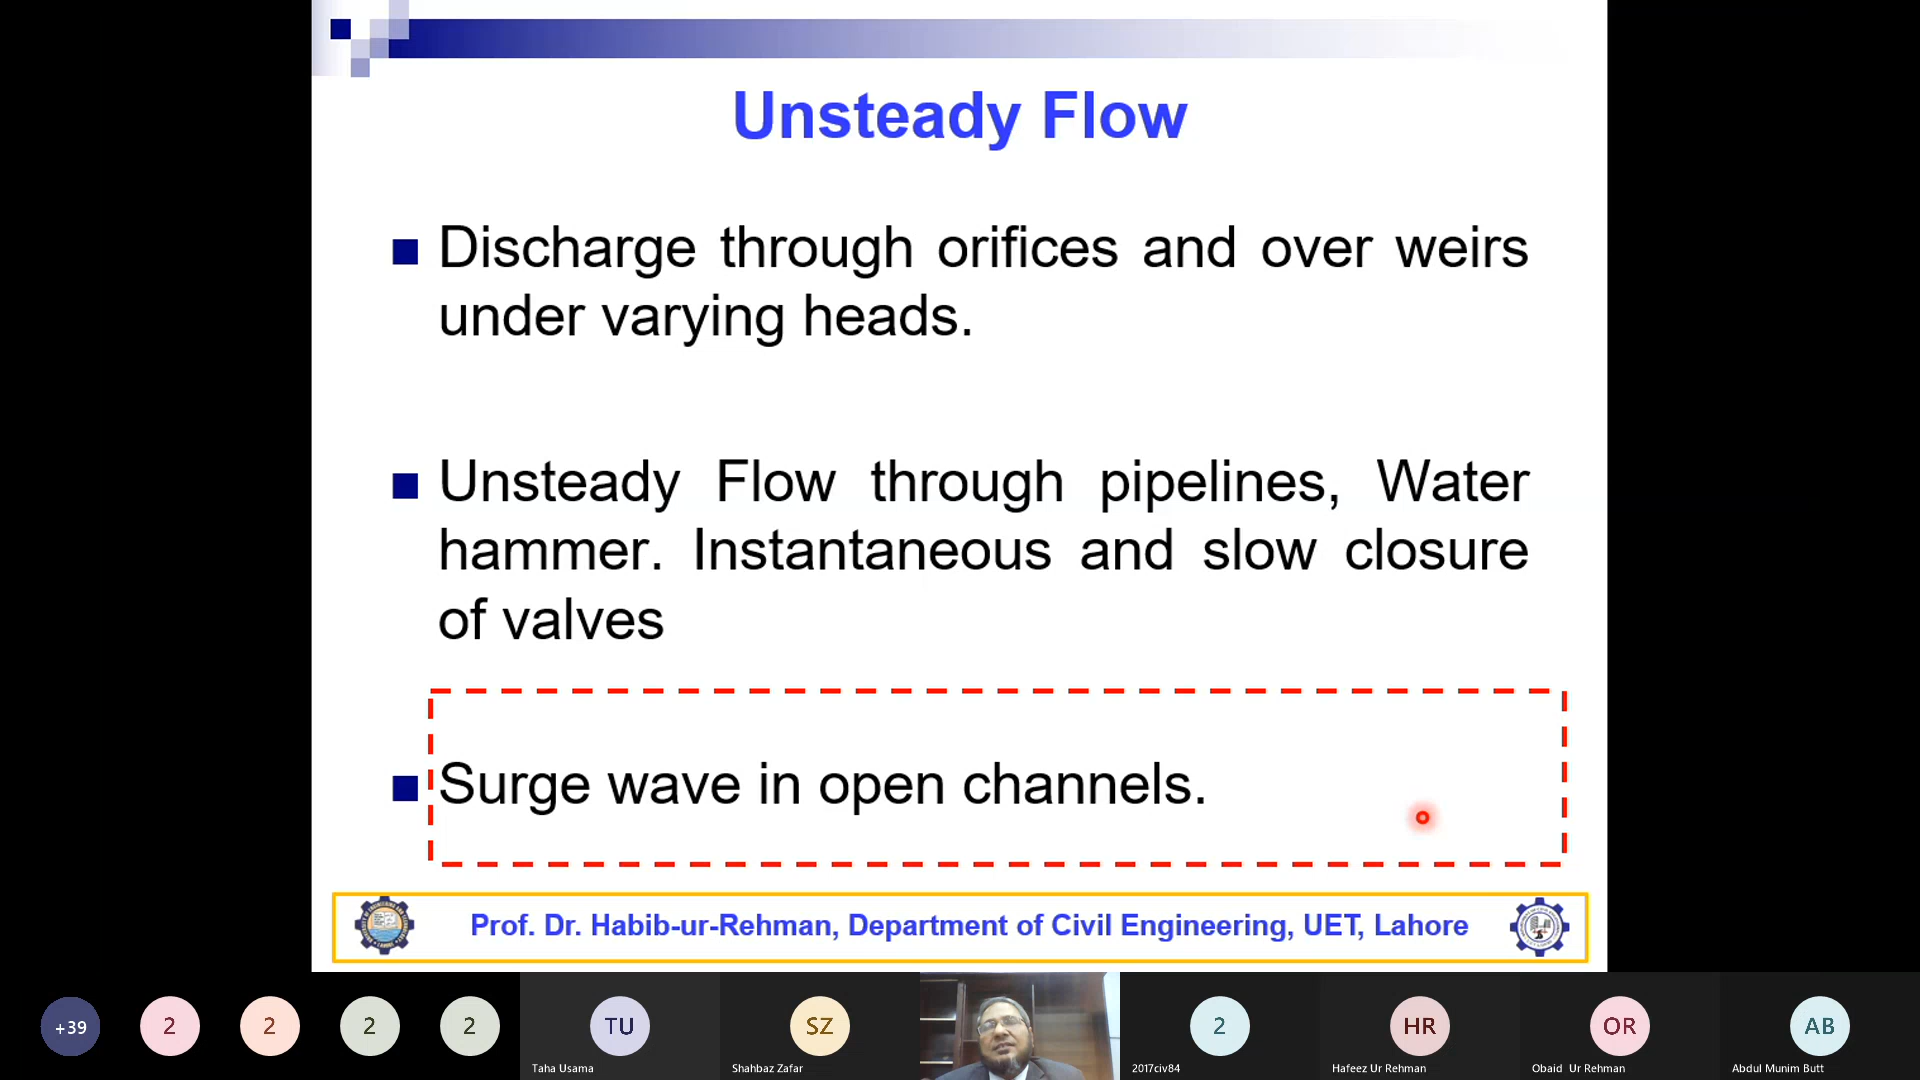 Unsteady Flow
Discharge through orifices and over weirs
under varying heads.
Unsteady Flow through pipelines, Water
hammer. Instantaneous and slow closure
of valves
Surge wave in open channels.
Prof. Dr. Habib-ur-Rehman, Department of Civil Engineering, UET, Lahore
+39
2
2
2
2
TU
Taha Usama
SZ
Shahbaz Zafar
2
2017civ84
HR
Hafeez Ur Rehman
OR
Obaid Ur Rehman
AB
Abdul Munim Butt